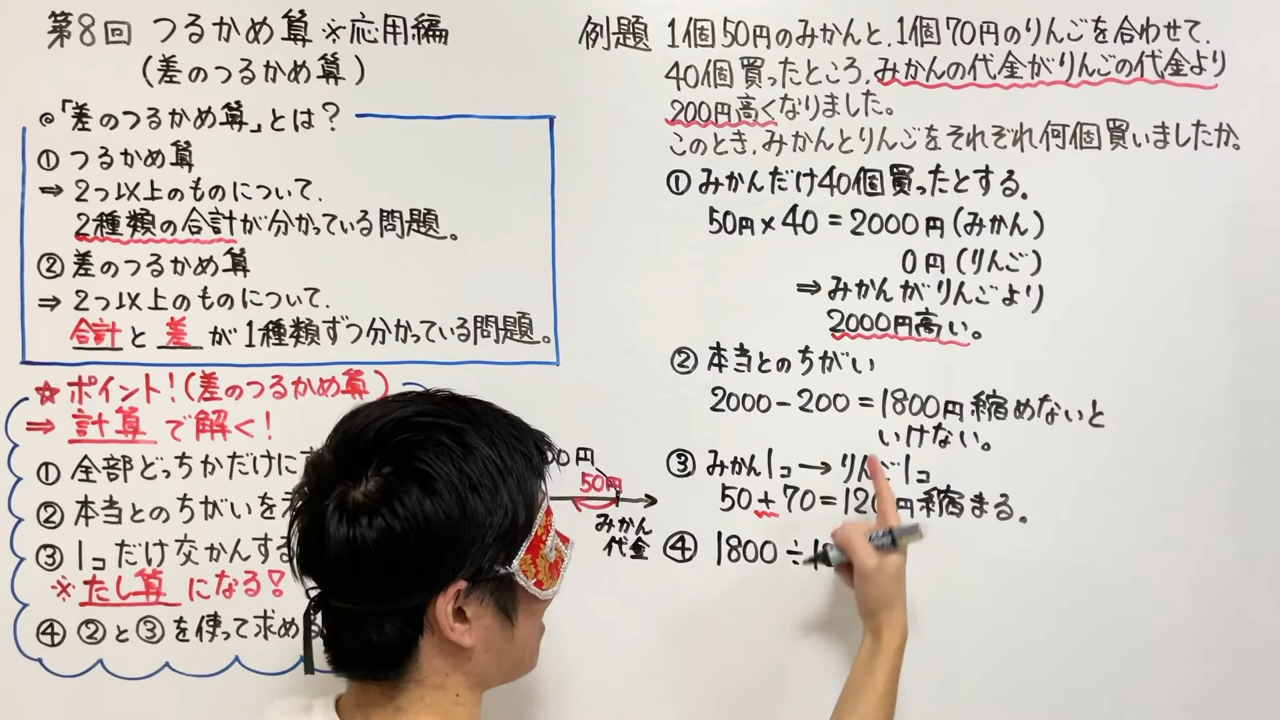 第8回 つるかめ算 ※応用編
(差のつるかめ算)
◎「差のつるかめ算」とは?
① つるかめ算
⇒ 2つ以上のものについて、
2種類の合計が分かっている問題。
② 差のつるかめ算
⇒ 2つ以上のものについて、
合計と差が1種類ずつ分かっている問題。
☆ポイント!(差のつるかめ算)
⇒ 計算で解く!
① 全部どっちかだけに
② 本当とのちがいを
③ 1コだけ交かんする
※たし算になる!
④ ②と③を使って求める
0円
50円
みかん
代金
例題 1個50円のみかんと、1個70円のりんごを合わせて、
40個買ったところ、みかんの代金がりんごの代金より
200円高くなりました。
このとき、みかんとりんごをそれぞれ何個買いましたか。
① みかんだけ40個買ったとする。
50円×40=2000円(みかん)
0円(りんご)
⇒ みかんがりんごより
2000円高い。
② 本当とのちがい
2000-200=1800円縮めないと
いけない。
③ みかん1コ→りんご1コ
50+70=120円縮まる。
④ 1800÷1